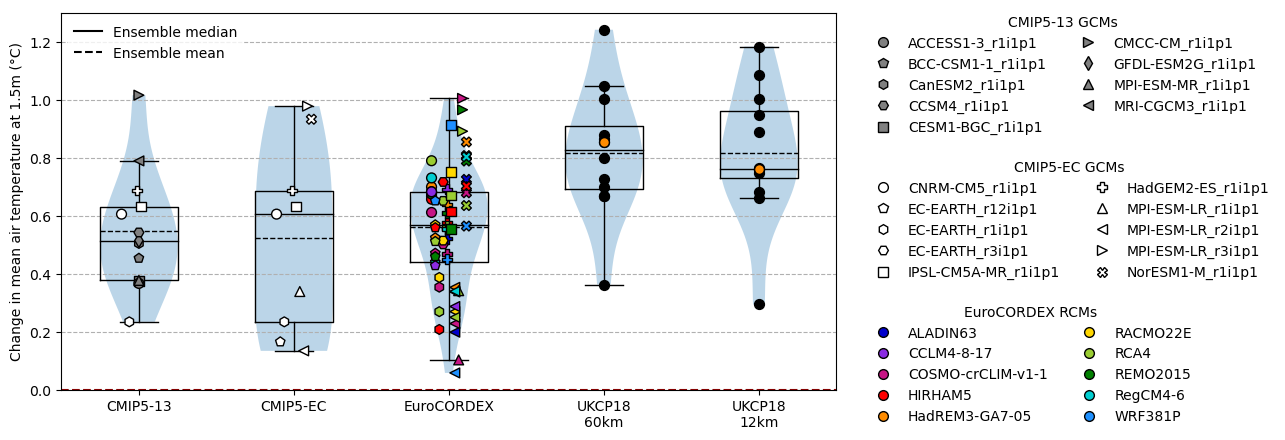 Change in mean air temperature at 1.5m (°C)
1.2
1.0
0.8
0.6
0.4
0.2
0.0
Ensemble median
Ensemble mean
CMIP5-13
CMIP5-EC
EuroCORDEX
UKCP18
60km
UKCP18
12km
CMIP5-13 GCMs
ACCESS1-3_r1i1p1
BCC-CSM1-1_r1i1p1
CanESM2_r1i1p1
CCSM4_r1i1p1
CESM1-BGC_r1i1p1
CMCC-CM_r1i1p1
GFDL-ESM2G_r1i1p1
MPI-ESM-MR_r1i1p1
MRI-CGCM3_r1i1p1
CMIP5-EC GCMs
CNRM-CM5_r1i1p1
EC-EARTH_r12i1p1
EC-EARTH_r1i1p1
EC-EARTH_r3i1p1
IPSL-CM5A-MR_r1i1p1
HadGEM2-ES_r1i1p1
MPI-ESM-LR_r1i1p1
MPI-ESM-LR_r2i1p1
MPI-ESM-LR_r3i1p1
NorESM1-M_r1i1p1
EuroCORDEX RCMs
ALADIN63
CCLM4-8-17
COSMO-crCLIM-v1-1
HIRHAM5
HadREM3-GA7-05
RACMO22E
RCA4
REMO2015
RegCM4-6
WRF381P